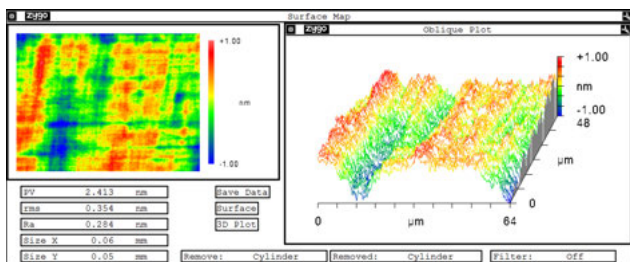 zygo Surface Map
+1.00
nm
-1.00
zygo Oblique Plot
+1.00
nm
-1.00
48
µm
0
0 µm 64
PV 2.413 nm
rms 0.354 nm
Ra 0.284 nm
Size X 0.06 mm
Size Y 0.05 mm
Save Data
Surface
3D Plot
Remove: Cylinder
Removed: Cylinder
Filter: Off